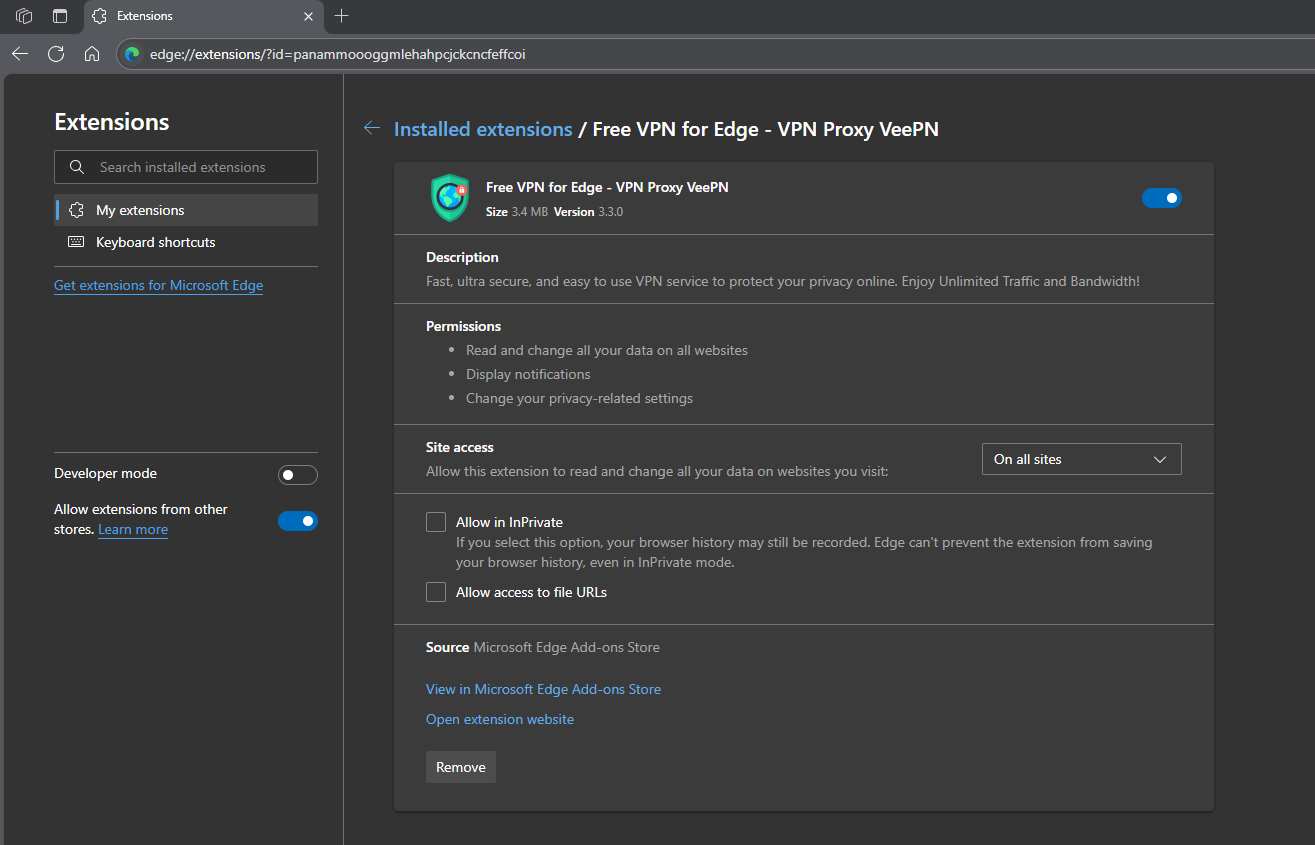 Extensions
edge://extensions/?id=panammoooggmlehahpcjckcncfeffcoi
Extensions
Search installed extensions
My extensions
Keyboard shortcuts
Get extensions for Microsoft Edge
Developer mode
Allow extensions from other
stores. Learn more
Installed extensions / Free VPN for Edge - VPN Proxy VeePN
Free VPN for Edge - VPN Proxy VeePN
Size 3.4 MB Version 3.3.0
Description
Fast, ultra secure, and easy to use VPN service to protect your privacy online. Enjoy Unlimited Traffic and Bandwidth!
Permissions
• Read and change all your data on all websites
• Display notifications
• Change your privacy-related settings
Site access
Allow this extension to read and change all your data on websites you visit:
On all sites
Allow in InPrivate
If you select this option, your browser history may still be recorded. Edge can't prevent the extension from saving
your browser history, even in InPrivate mode.
Allow access to file URLs
Source Microsoft Edge Add-ons Store
View in Microsoft Edge Add-ons Store
Open extension website
Remove